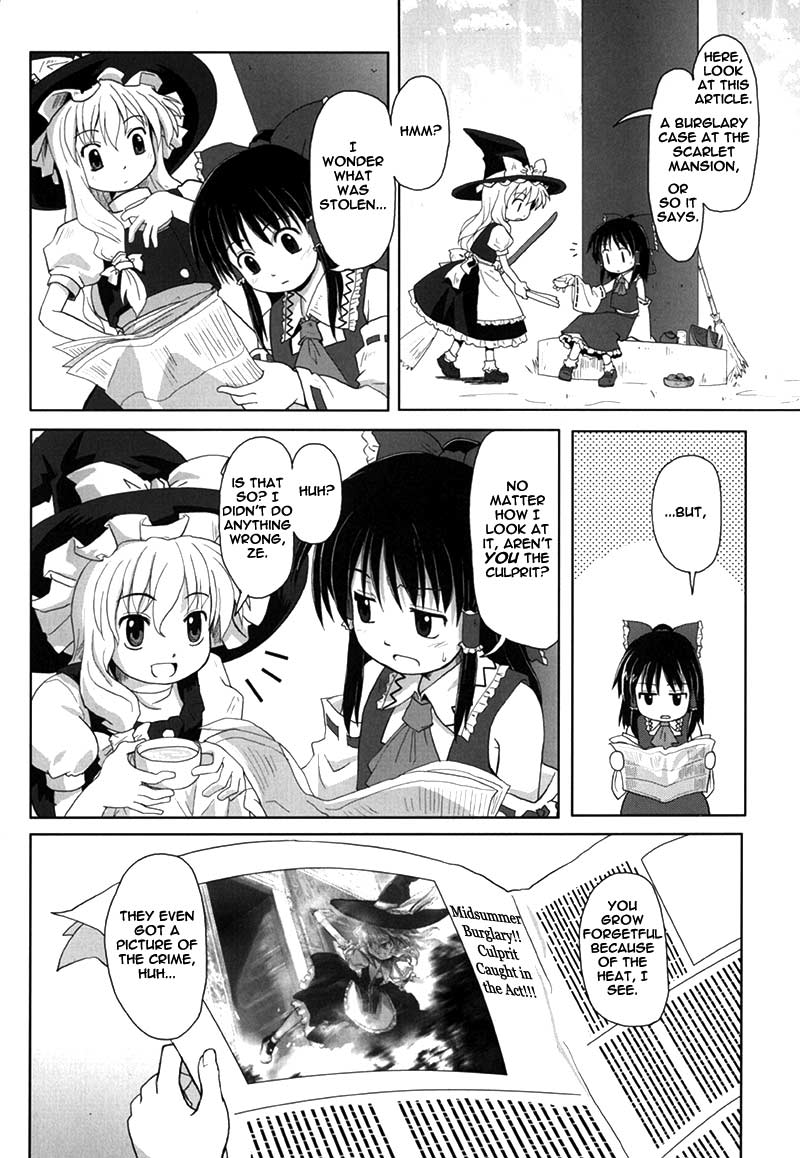 HERE,
LOOK
AT THIS
ARTICLE.
A BURGLARY
CASE AT THE
SCARLET
MANSION,
OR
SO IT
SAYS.
HMM?
I
WONDER
WHAT
WAS
STOLEN...
...BUT,
NO
MATTER
HOW I
LOOK AT
IT, AREN'T
YOU THE
CULPRIT?
HUH?
IS THAT
SO? I
DIDN'T DO
ANYTHING
WRONG,
ZE.
YOU
GROW
FORGETFUL
BECAUSE
OF THE
HEAT, I
SEE.
Midsummer
Burglary!!
Culprit
Caught in
the Act!!!
THEY EVEN
GOT A
PICTURE OF
THE CRIME,
HUH...